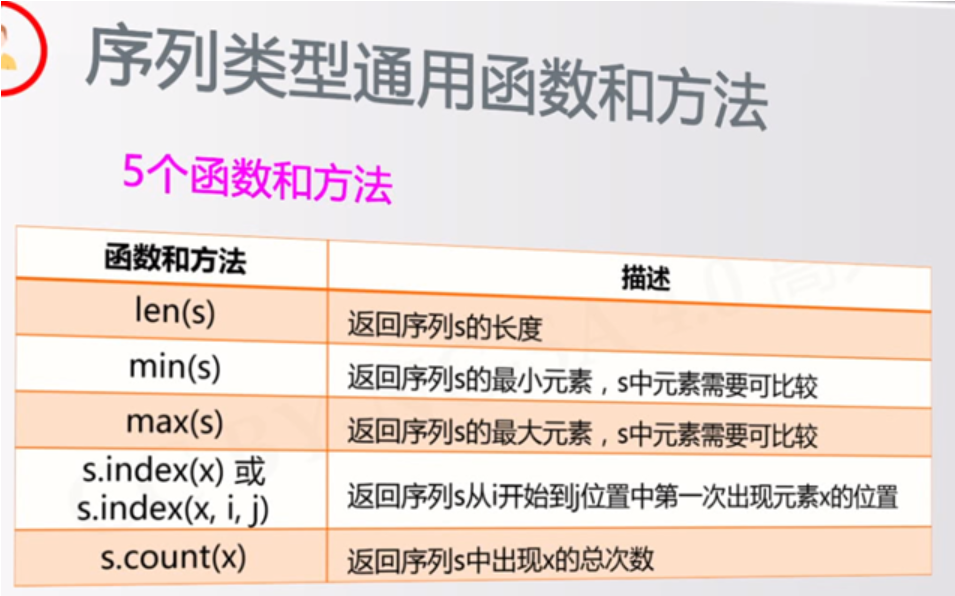 序列类型通用函数和方法
5个函数和方法
函数和方法 描述
len(s) 返回序列s的长度
min(s) 返回序列s的最小元素，s中元素需要可比较
max(s) 返回序列s的最大元素，s中元素需要可比较
s.index(x) 或
s.index(x, i, j) 返回序列s从i开始到j位置中第一次出现元素x的位置
s.count(x) 返回序列s中出现x的总次数